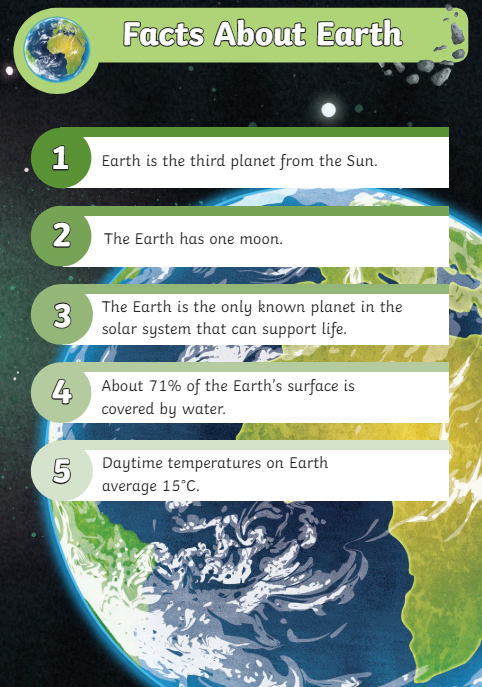 Facts About Earth
1
Earth is the third planet from the Sun.
2
The Earth has one moon.
3
The Earth is the only known planet in the
solar system that can support life.
4
About 71% of the Earth's surface is
covered by water.
5
Daytime temperatures on Earth
average 15°C.